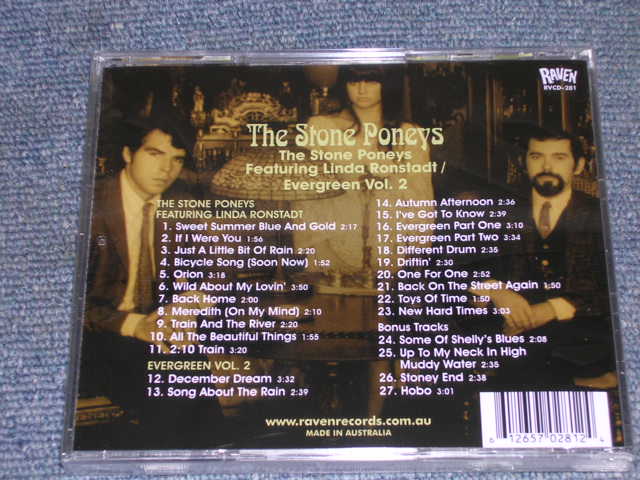 RAVEN
RVCD-281
The Stone Poneys
The Stone Poneys
Featuring Linda Ronstadt /
Evergreen Vol. 2
THE STONE PONEYS
FEATURING LINDA RONSTADT
1. Sweet Summer Blue And Gold 2:17
2. If I Were You 1:56
3. Just A Little Bit Of Rain 2:20
4. Bicycle Song (Soon Now) 1:52
5. Orion 3:18
6. Wild About My Lovin' 3:50
7. Back Home 2:00
8. Meredith (On My Mind) 2:10
9. Train And The River 2:20
10. All The Beautiful Things 1:55
11. 2:10 Train 3:20
EVERGREEN VOL. 2
12. December Dream 3:32
13. Song About The Rain 2:39
14. Autumn Afternoon 2:36
15. I've Got To Know 2:39
16. Evergreen Part One 3:10
17. Evergreen Part Two 3:34
18. Different Drum 2:35
19. Driftin' 2:30
20. One For One 2:52
21. Back On The Street Again 1:50
22. Toys Of Time 1:50
23. New Hard Times 3:03
Bonus Tracks
24. Some Of Shelly's Blues 2:08
25. Up To My Neck In High
Muddy Water 2:35
26. Stoney End 2:38
27. Hobo 3:01
www.ravenrecords.com.au
MADE IN AUSTRALIA
6 12657 02812 4